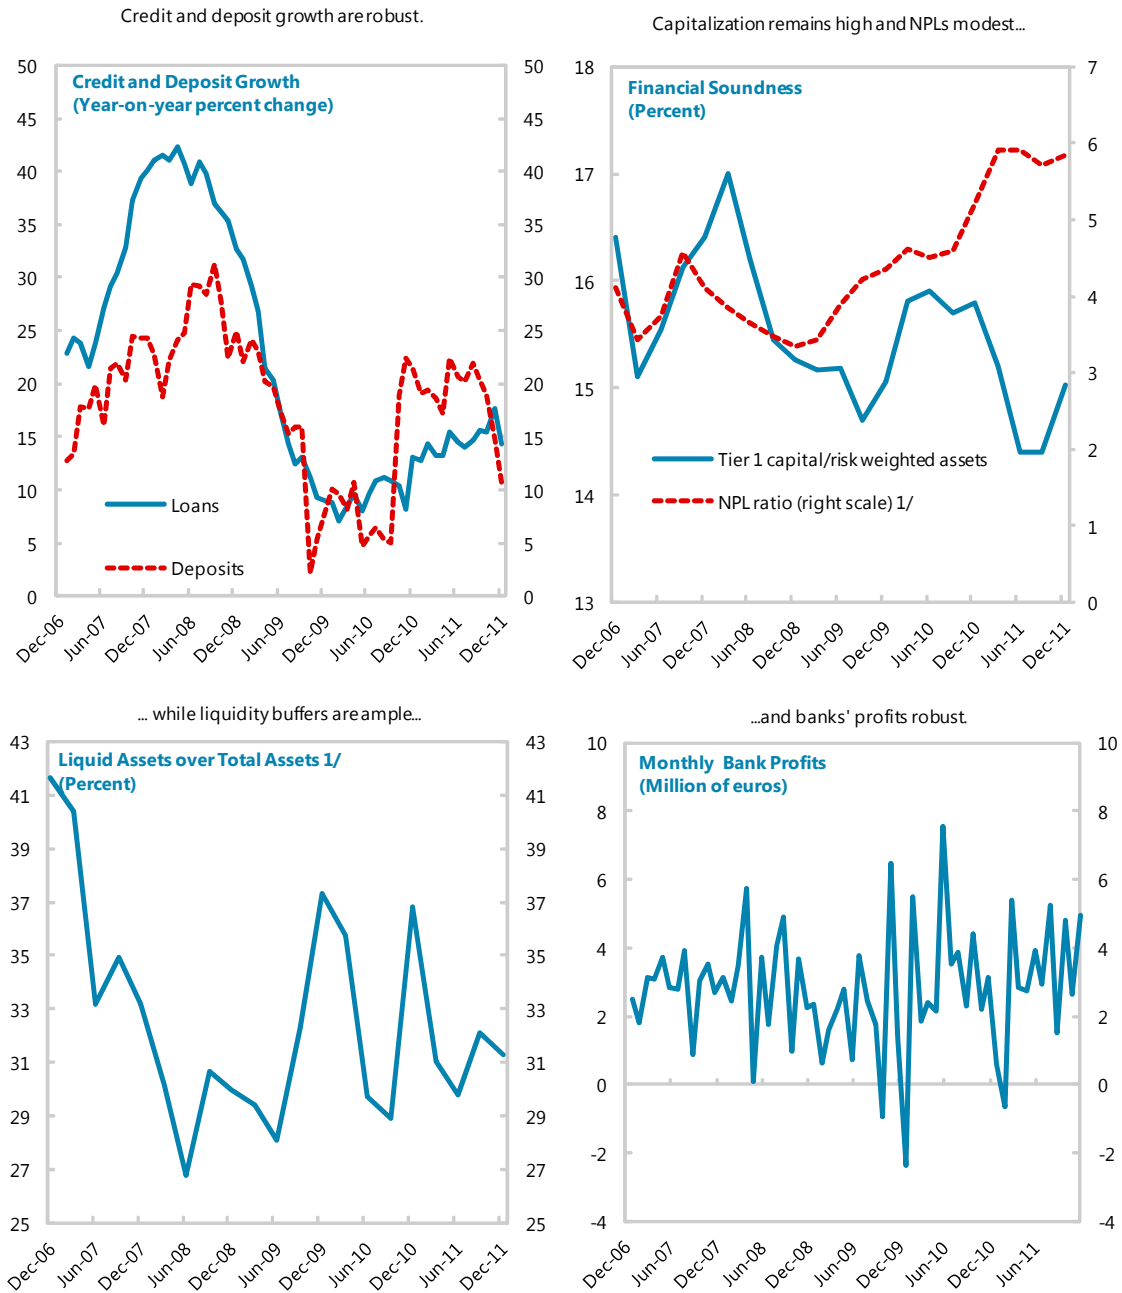 Credit and deposit growth are robust.
Credit and Deposit Growth
(Year-on-year percent change)
50
45
40
35
30
25
20
15
10
5
0
50
45
40
35
30
25
20
15
10
5
0
Loans
Deposits
Dec-06
Jun-07
Dec-07
Jun-08
Dec-08
Jun-09
Dec-09
Jun-10
Dec-10
Jun-11
Dec-11
Capitalization remains high and NPLs modest...
Financial Soundness
(Percent)
18
17
16
15
14
13
7
6
5
4
3
2
1
0
Tier 1 capital/risk weighted assets
NPL ratio (right scale) 1/
Dec-06
Jun-07
Dec-07
Jun-08
Dec-08
Jun-09
Dec-09
Jun-10
Dec-10
Jun-11
Dec-11
... while liquidity buffers are ample...
Liquid Assets over Total Assets 1/
(Percent)
43
41
39
37
35
33
31
29
27
25
43
41
39
37
35
33
31
29
27
25
Dec-06
Jun-07
Dec-07
Jun-08
Dec-08
Jun-09
Dec-09
Jun-10
Dec-10
Jun-11
Dec-11
...and banks' profits robust.
Monthly Bank Profits
(Million of euros)
10
8
6
4
2
0
-2
-4
10
8
6
4
2
0
-2
-4
Dec-06
Jun-07
Dec-07
Jun-08
Dec-08
Jun-09
Dec-09
Jun-10
Dec-10
Jun-11